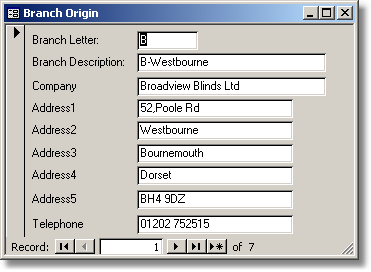 Branch Origin
Branch Letter: B
Branch Description: B-Westbourne
Company Broadview Blinds Ltd
Address1 52,Poole Rd
Address2 Westbourne
Address3 Bournemouth
Address4 Dorset
Address5 BH4 9DZ
Telephone 01202 752515
Record: 1 of 7